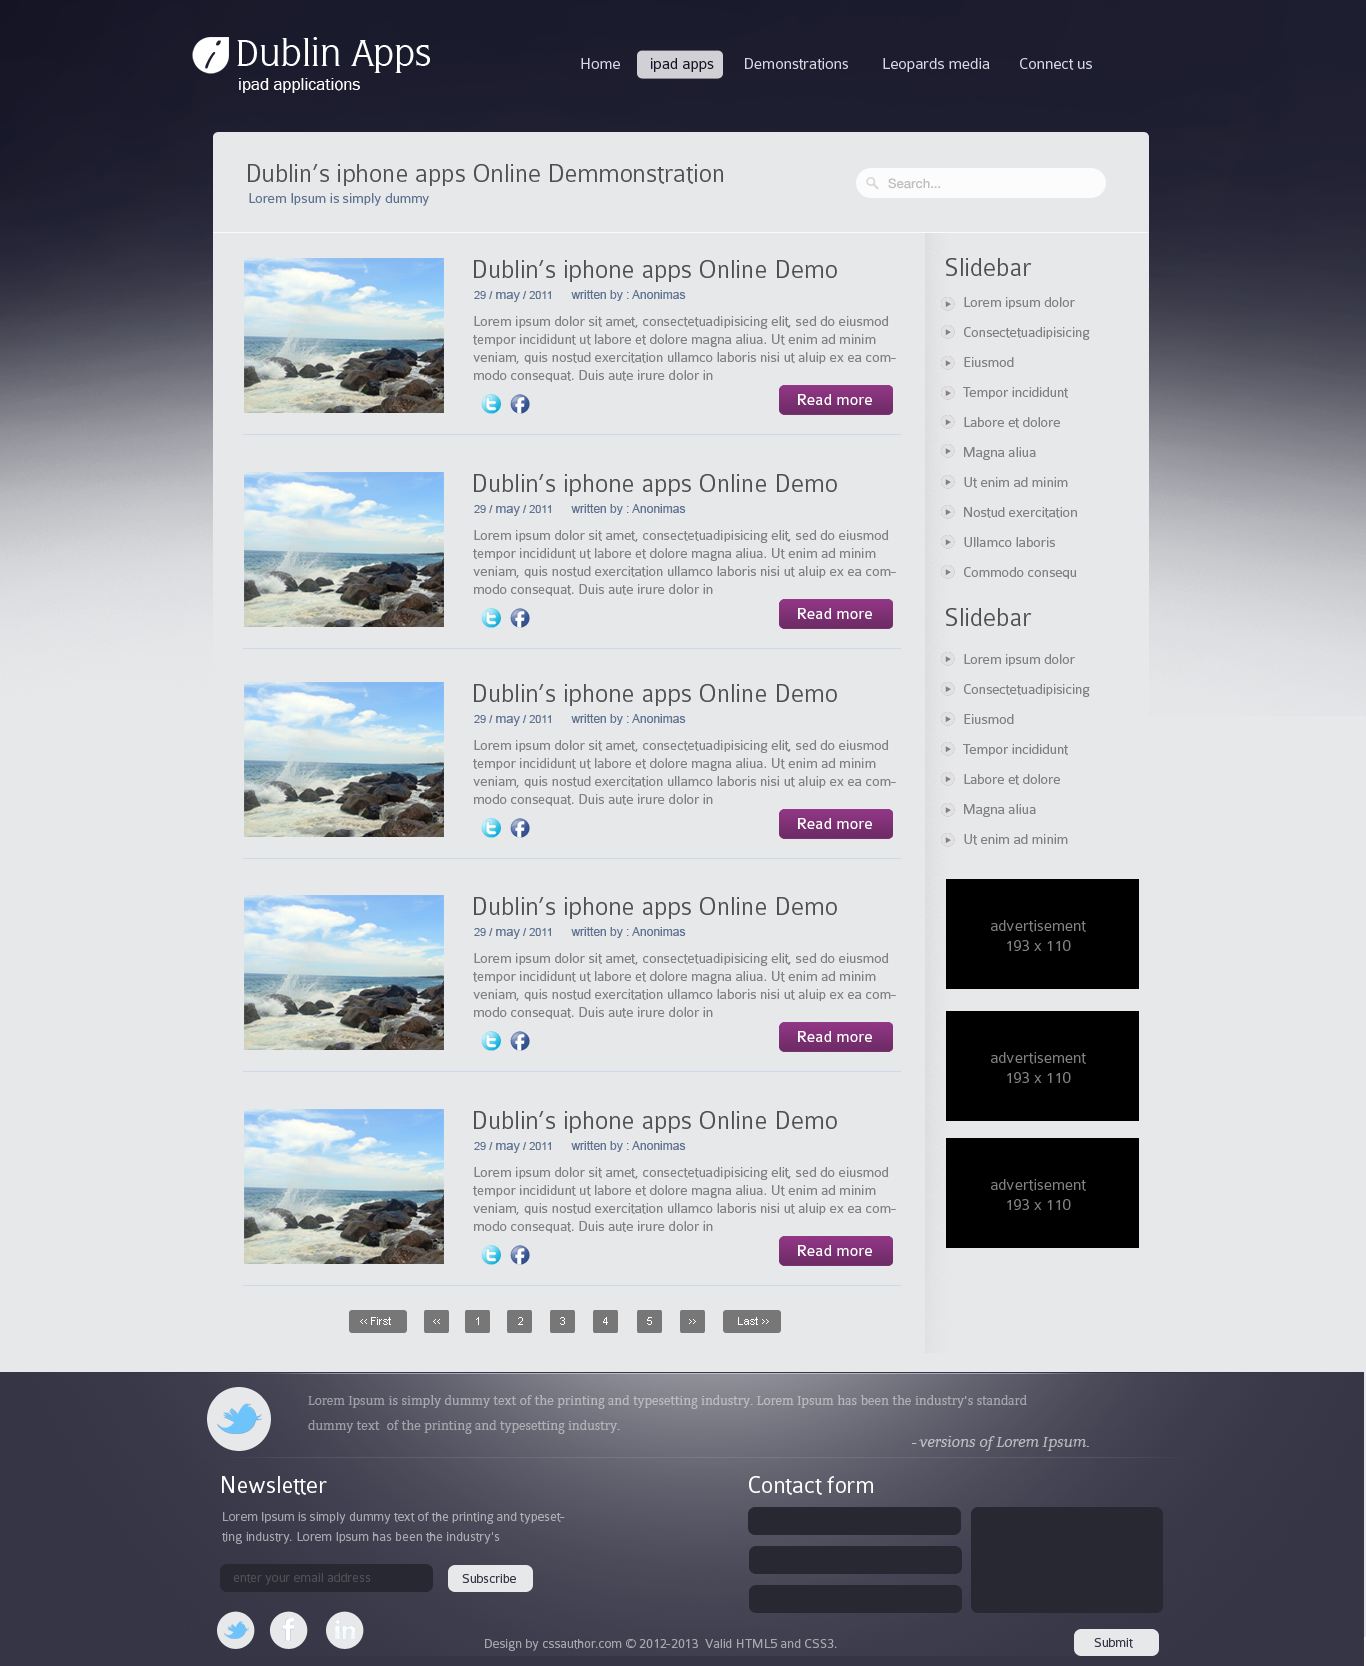 Dublin Apps
ipad applications
Home ipad apps Demonstrations Leopards media Connect us
Dublin's iphone apps Online Demmonstration
Lorem Ipsum is simply dummy
Search...
Dublin's iphone apps Online Demo
29 / may / 2011 written by : Anonimas
Lorem ipsum dolor sit amet, consectetuadipisicing elit, sed do eiusmod
tempor incididunt ut labore et dolore magna aliua. Ut enim ad minim
veniam, quis nostud exercitation ullamco laboris nisi ut aluip ex ea com-
modo consequat. Duis aute irure dolor in
Read more
Dublin's iphone apps Online Demo
29 / may / 2011 written by : Anonimas
Lorem ipsum dolor sit amet, consectetuadipisicing elit, sed do eiusmod
tempor incididunt ut labore et dolore magna aliua. Ut enim ad minim
veniam, quis nostud exercitation ullamco laboris nisi ut aluip ex ea com-
modo consequat. Duis aute irure dolor in
Read more
Dublin's iphone apps Online Demo
29 / may / 2011 written by : Anonimas
Lorem ipsum dolor sit amet, consectetuadipisicing elit, sed do eiusmod
tempor incididunt ut labore et dolore magna aliua. Ut enim ad minim
veniam, quis nostud exercitation ullamco laboris nisi ut aluip ex ea com-
modo consequat. Duis aute irure dolor in
Read more
Dublin's iphone apps Online Demo
29 / may / 2011 written by : Anonimas
Lorem ipsum dolor sit amet, consectetuadipisicing elit, sed do eiusmod
tempor incididunt ut labore et dolore magna aliua. Ut enim ad minim
veniam, quis nostud exercitation ullamco laboris nisi ut aluip ex ea com-
modo consequat. Duis aute irure dolor in
Read more
Dublin's iphone apps Online Demo
29 / may / 2011 written by : Anonimas
Lorem ipsum dolor sit amet, consectetuadipisicing elit, sed do eiusmod
tempor incididunt ut labore et dolore magna aliua. Ut enim ad minim
veniam, quis nostud exercitation ullamco laboris nisi ut aluip ex ea com-
modo consequat. Duis aute irure dolor in
Read more
<< First << 1 2 3 4 5 >> Last >>
Slidebar
Lorem ipsum dolor
Consectetuadipisicing
Eiusmod
Tempor incididunt
Labore et dolore
Magna aliua
Ut enim ad minim
Nostud exercitation
Ullamco laboris
Commodo consequ
Slidebar
Lorem ipsum dolor
Consectetuadipisicing
Eiusmod
Tempor incididunt
Labore et dolore
Magna aliua
Ut enim ad minim
advertisement
193 x 110
advertisement
193 x 110
advertisement
193 x 110
Lorem Ipsum is simply dummy text of the printing and typesetting industry. Lorem Ipsum has been the industry's standard
dummy text of the printing and typesetting industry.
- versions of Lorem Ipsum.
Newsletter
Lorem Ipsum is simply dummy text of the printing and typeset-
ting industry. Lorem Ipsum has been the industry's
enter your email address
Subscribe
Contact form
Submit
Design by cssauthor.com © 2012-2013 Valid HTML5 and CSS3.